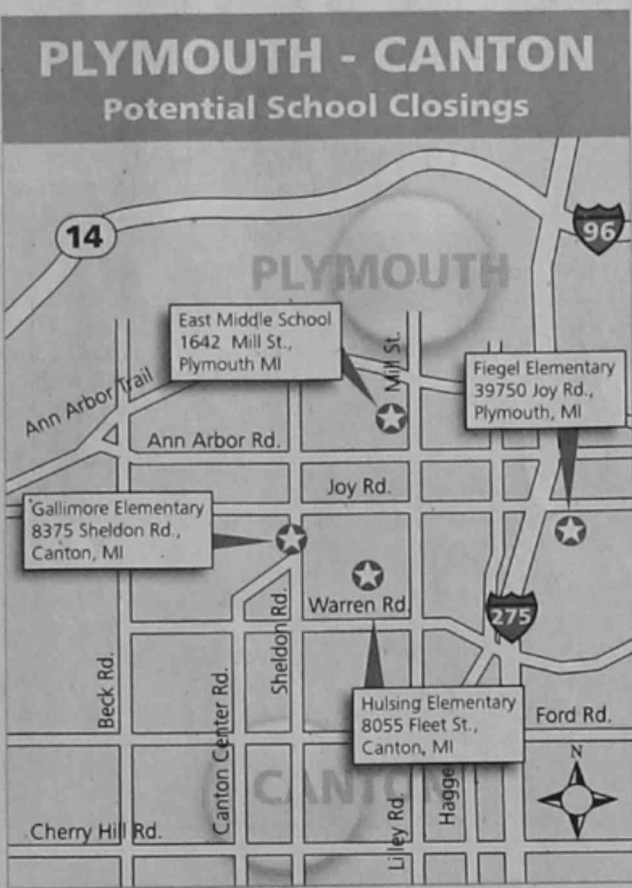 PLYMOUTH - CANTON
Potential School Closings
14
96
PLYMOUTH
East Middle School
1642 Mill St.,
Plymouth MI
Mill St.
Fiegel Elementary
39750 Joy Rd.,
Plymouth, MI
Ann Arbor Trail
Ann Arbor Rd.
Joy Rd.
Gallimore Elementary
8375 Sheldon Rd.,
Canton, MI
Sheldon Rd.
Warren Rd.
275
Beck Rd.
Canton Center Rd.
Hulsing Elementary
8055 Fleet St.,
Canton, MI
Ford Rd.
N
CANTON
Cherry Hill Rd.
Lilley Rd.
Hagge